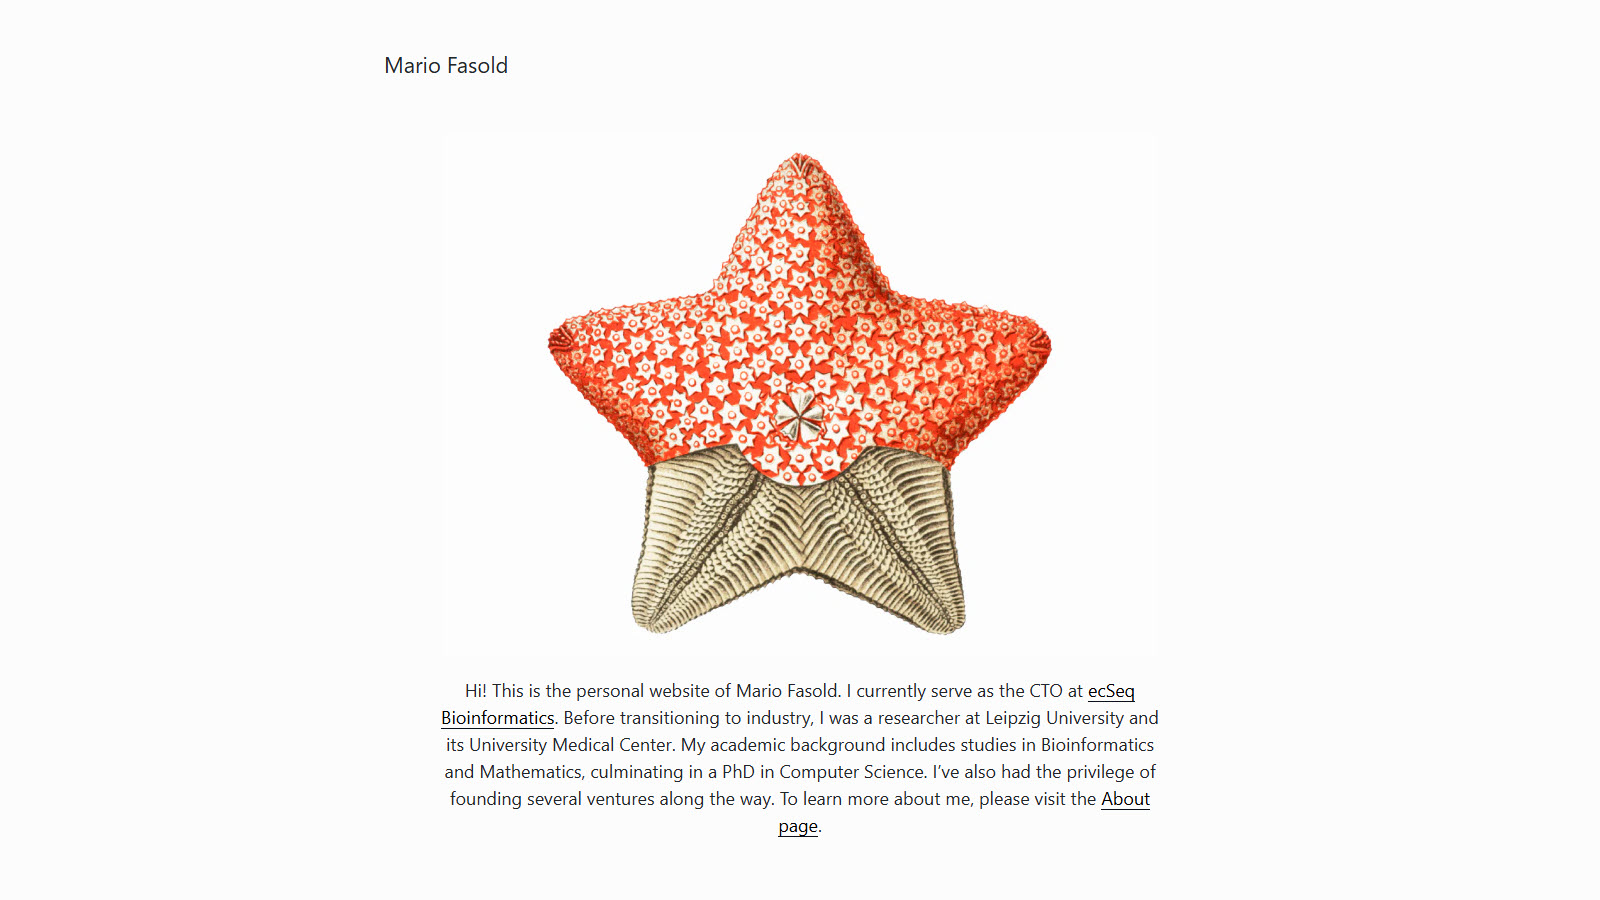 Mario Fasold
Hi! This is the personal website of Mario Fasold. I currently serve as the CTO at ecSeq
Bioinformatics. Before transitioning to industry, I was a researcher at Leipzig University and
its University Medical Center. My academic background includes studies in Bioinformatics
and Mathematics, culminating in a PhD in Computer Science. I’ve also had the privilege of
founding several ventures along the way. To learn more about me, please visit the About
page.